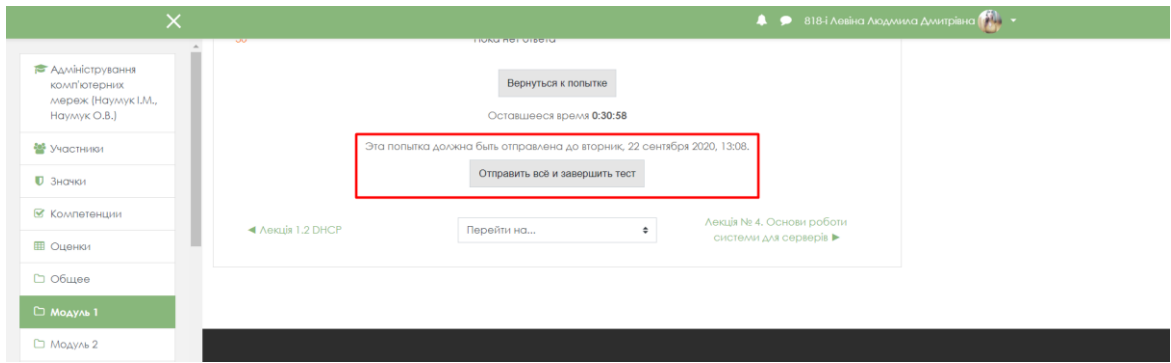 818-і Левіна Людмила Дмитрівна
Адміністрування
комп'ютерних
мереж (Наумук І.М.,
Наумук О.В.)
Участники
Значки
Компетенции
Оценки
Общее
Модуль 1
Модуль 2
30
Пока нет ответа
Вернуться к попытке
Оставшееся время 0:30:58
Эта попытка должна быть отправлена до вторник, 22 сентября 2020, 13:08.
Отправить всё и завершить тест
◄ Лекція 1.2 DHCP
Перейти на...
Лекція № 4. Основи роботи
системи для серверів ►